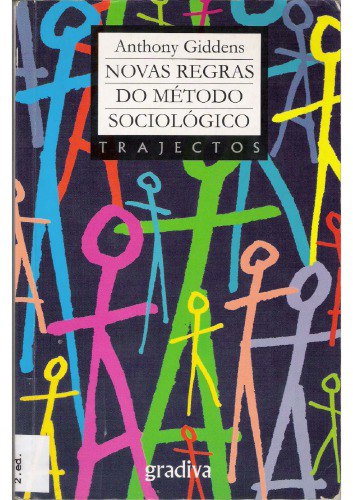 Anthony Giddens
NOVAS REGRAS
DO MÉTODO
SOCIOLÓGICO
TRAJECTOS
2.ed.
gradiva